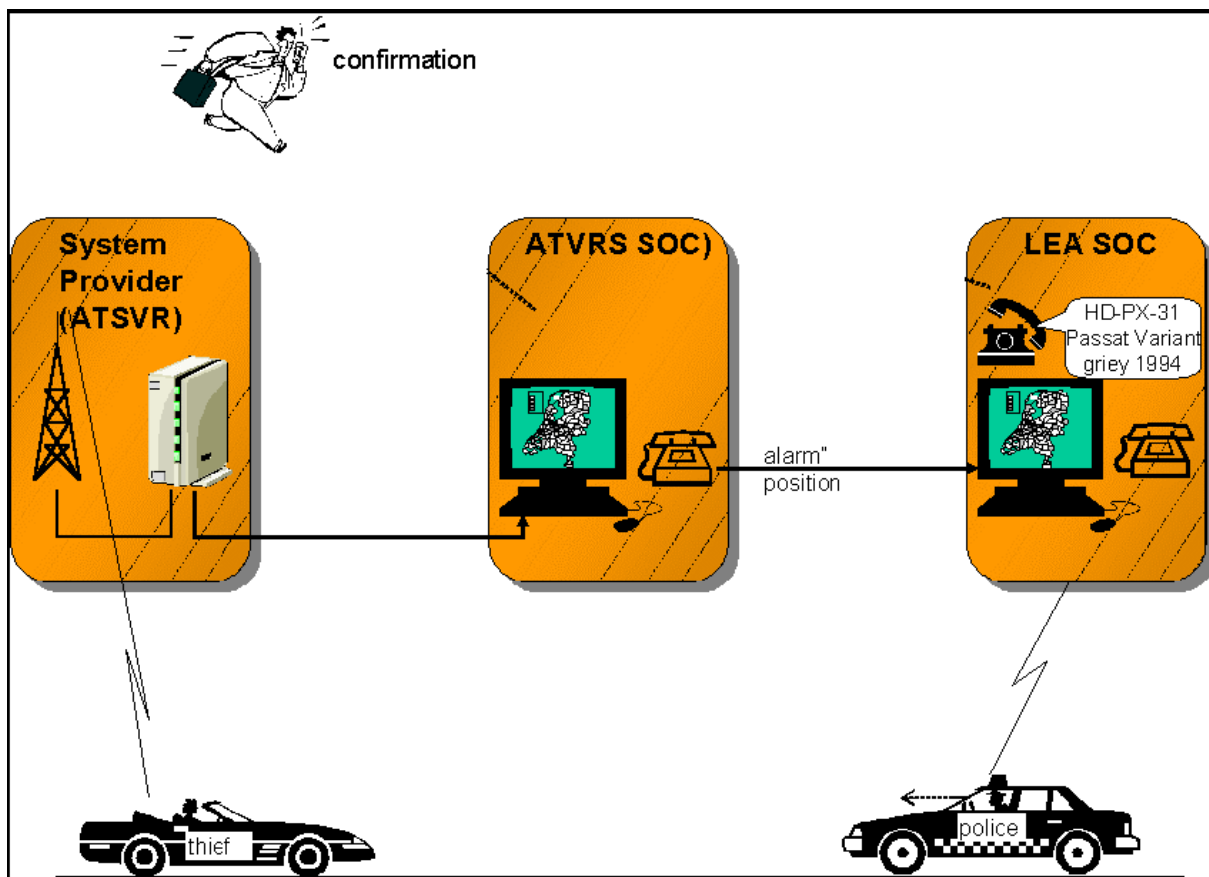 confirmation
System
Provider
(ATSVR)
ATVRS SOC)
LEA SOC
HD-PX-31
Passat Variant
griey 1994
alarm"
position
thief
police